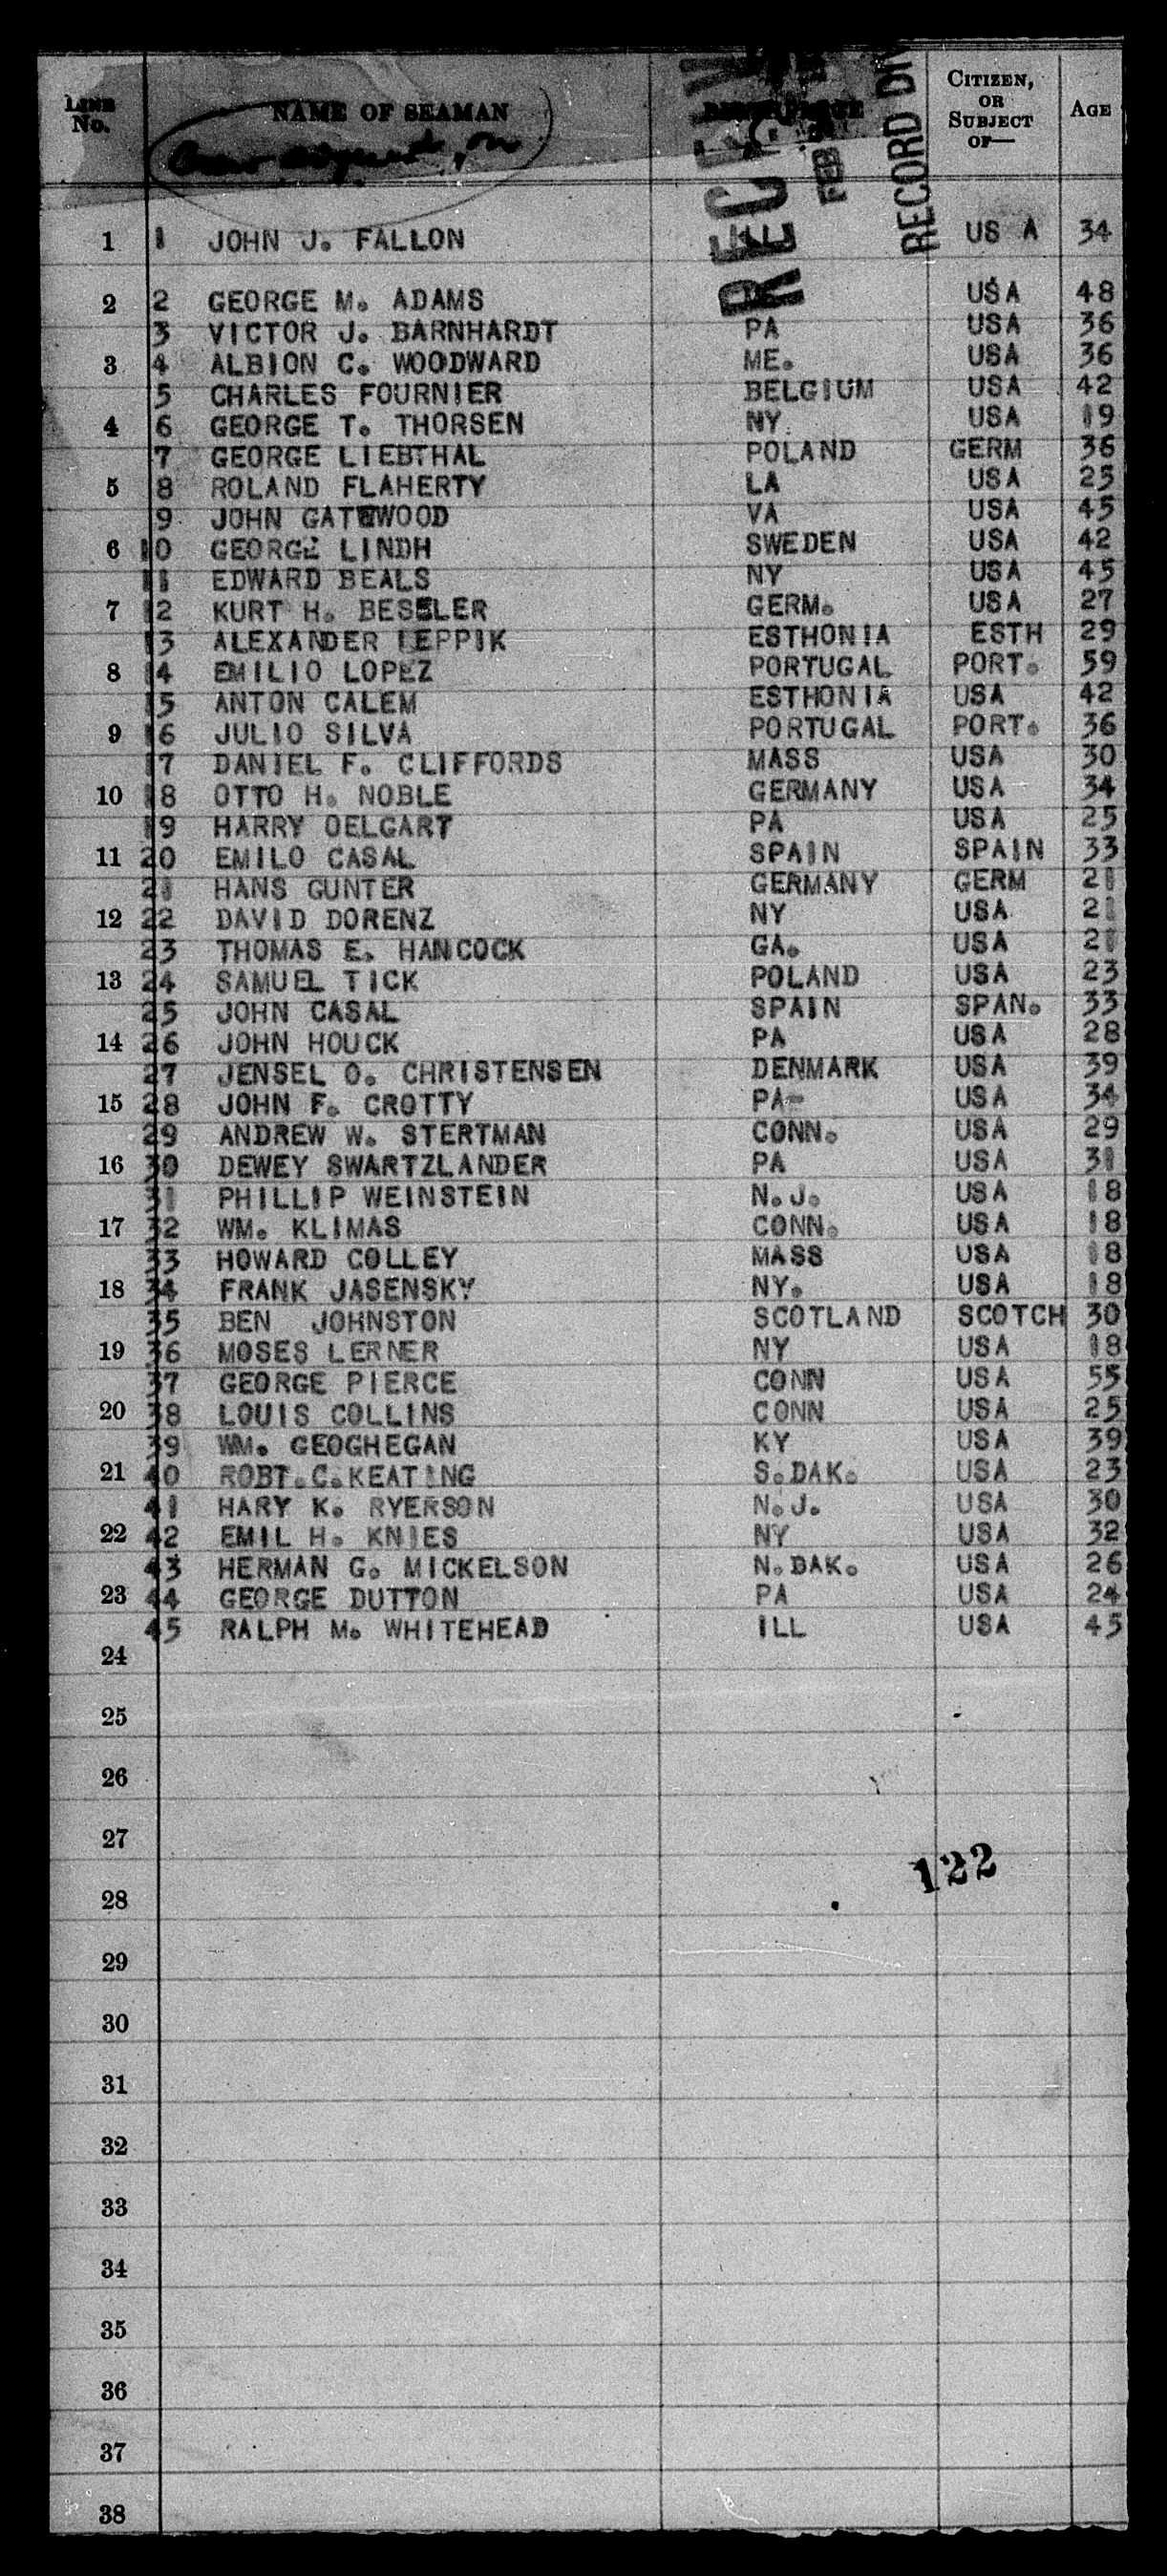 LINE No. NAME OF SEAMAN CITIZEN, OR SUBJECT OF— AGE
Crew signed on
RECEIVED
FEB
RECORD DIV
1 1 JOHN J. FALLON US A 34
2 2 GEORGE M. ADAMS USA 48
3 VICTOR J. BARNHARDT PA USA 36
3 4 ALBION C. WOODWARD ME. USA 36
5 CHARLES FOURNIER BELGIUM USA 42
4 6 GEORGE T. THORSEN NY. USA 19
7 GEORGE LIEBTHAL POLAND GERM 36
5 8 ROLAND FLAHERTY LA USA 25
9 JOHN GATEWOOD VA USA 45
6 10 GEORGE LINDH SWEDEN USA 42
11 EDWARD BEALS NY USA 45
7 12 KURT H. BESELER GERM. USA 27
13 ALEXANDER LEPPIK ESTHONIA ESTH 29
8 14 EMILIO LOPEZ PORTUGAL PORT. 59
15 ANTON CALEM ESTHONIA USA 42
9 16 JULIO SILVA PORTUGAL PORT. 36
17 DANIEL F. CLIFFORDS MASS USA 30
10 18 OTTO H. NOBLE GERMANY USA 34
19 HARRY OELGART PA USA 25
11 20 EMILO CASAL SPAIN SPAIN 33
21 HANS GUNTER GERMANY GERM 21
12 22 DAVID DORENZ NY USA 21
23 THOMAS E. HANCOCK GA. USA 21
13 24 SAMUEL TICK POLAND USA 23
25 JOHN CASAL SPAIN SPAN. 33
14 26 JOHN HOUCK PA USA 28
27 JENSEL O. CHRISTENSEN DENMARK USA 39
15 28 JOHN F. CROTTY PA- USA 34
29 ANDREW W. STERTMAN CONN. USA 29
16 30 DEWEY SWARTZLANDER PA USA 31
31 PHILLIP WEINSTEIN N.J. USA 18
17 32 WM. KLIMAS CONN. USA 18
33 HOWARD COLLEY MASS USA 18
18 34 FRANK JASENSKY NY. USA 18
35 BEN JOHNSTON SCOTLAND SCOTCH 30
19 36 MOSES LERNER NY USA 18
37 GEORGE PIERCE CONN USA 55
20 38 LOUIS COLLINS CONN USA 25
39 WM. GEOGHEGAN KY USA 39
21 40 ROBT.C.KEATING S.DAK. USA 23
41 HARY K. RYERSON N.J. USA 30
22 42 EMIL H. KNIES NY USA 32
43 HERMAN G. MICKELSON N.DAK. USA 26
23 44 GEORGE DUTTON PA USA 24
45 RALPH M. WHITEHEAD ILL USA 45
24
25
26
27
122
28
29
30
31
32
33
34
35
36
37
38